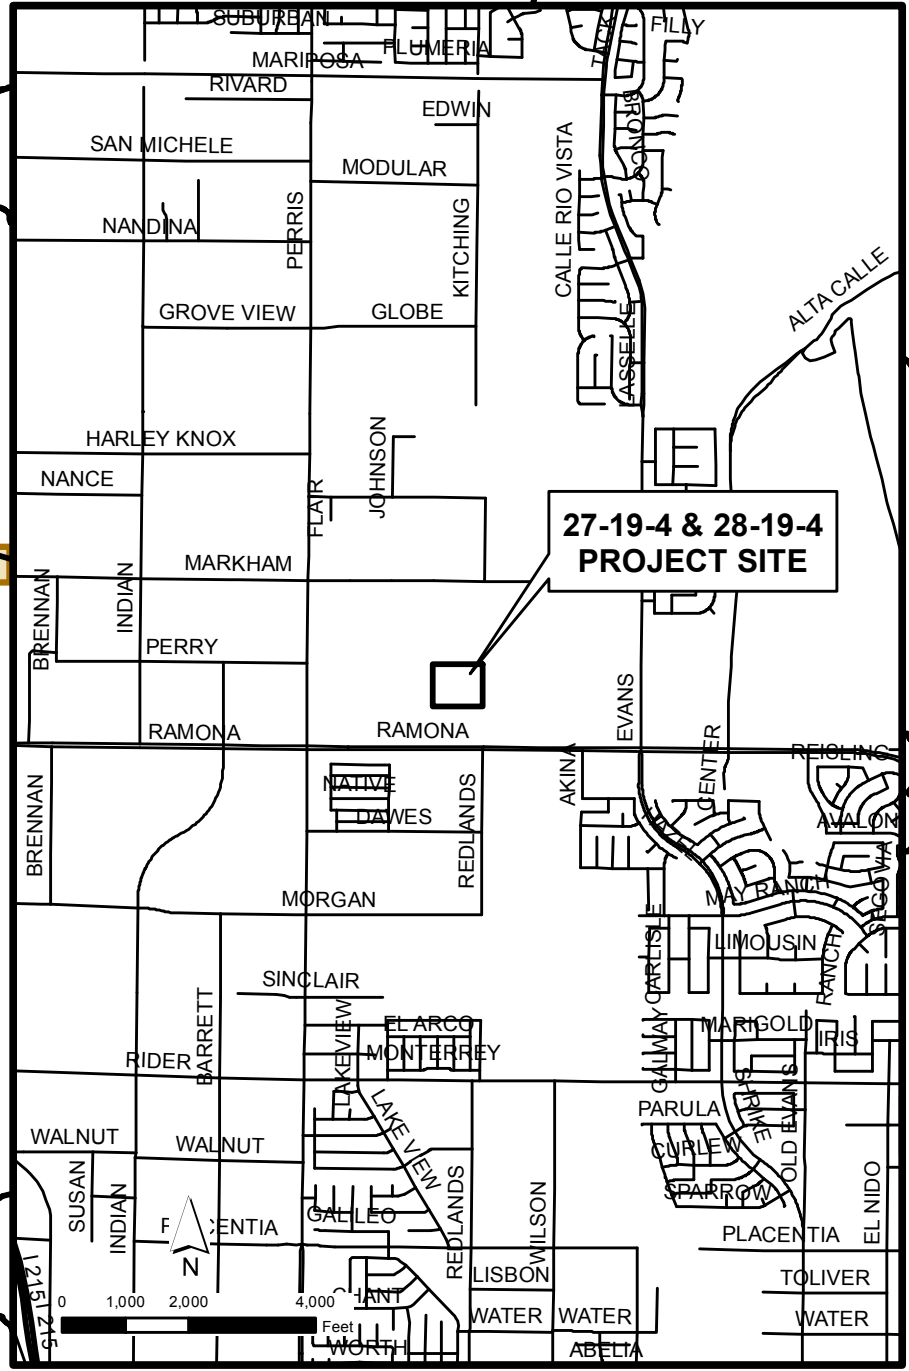 SUBURBAN
FILLY
PLUMERIA
TACK
MARIPOSA
RIVARD
EDWIN
BRONCO
SAN MICHELE
MODULAR
CALLE RIO VISTA
NANDINA
PERRIS
KITCHING
ALTA CALLE
GROVE VIEW
GLOBE
LASSELLE
HARLEY KNOX
JOHNSON
NANCE
FLAIR
27-19-4 & 28-19-4
PROJECT SITE
MARKHAM
BRENNAN
INDIAN
PERRY
EVANS
RAMONA
RAMONA
CENTER
REISLING
AKINA
NATIVE
BRENNAN
DAWES
REDLANDS
AVALON
MAY RANCH
SEGOVIA
MORGAN
LIMOUSIN
CARLISLE
RANCH
SINCLAIR
BARRETT
LAKEVIEW
EL ARCO
MONTERREY
GALWAY
MARIGOLD
IRIS
RIDER
SHRIKE
OLD EVANS
LAKE VIEW
PARULA
WALNUT
WALNUT
CURLEW
SUSAN
INDIAN
REDLANDS
WILSON
SPARROW
EL NIDO
GALILEO
CENTIA
PLACENTIA
N
LISBON
TOLIVER
I 215
I 215
0 1,000 2,000 4,000
Feet
WATER
WATER
WATER
WORTH
ABELIA